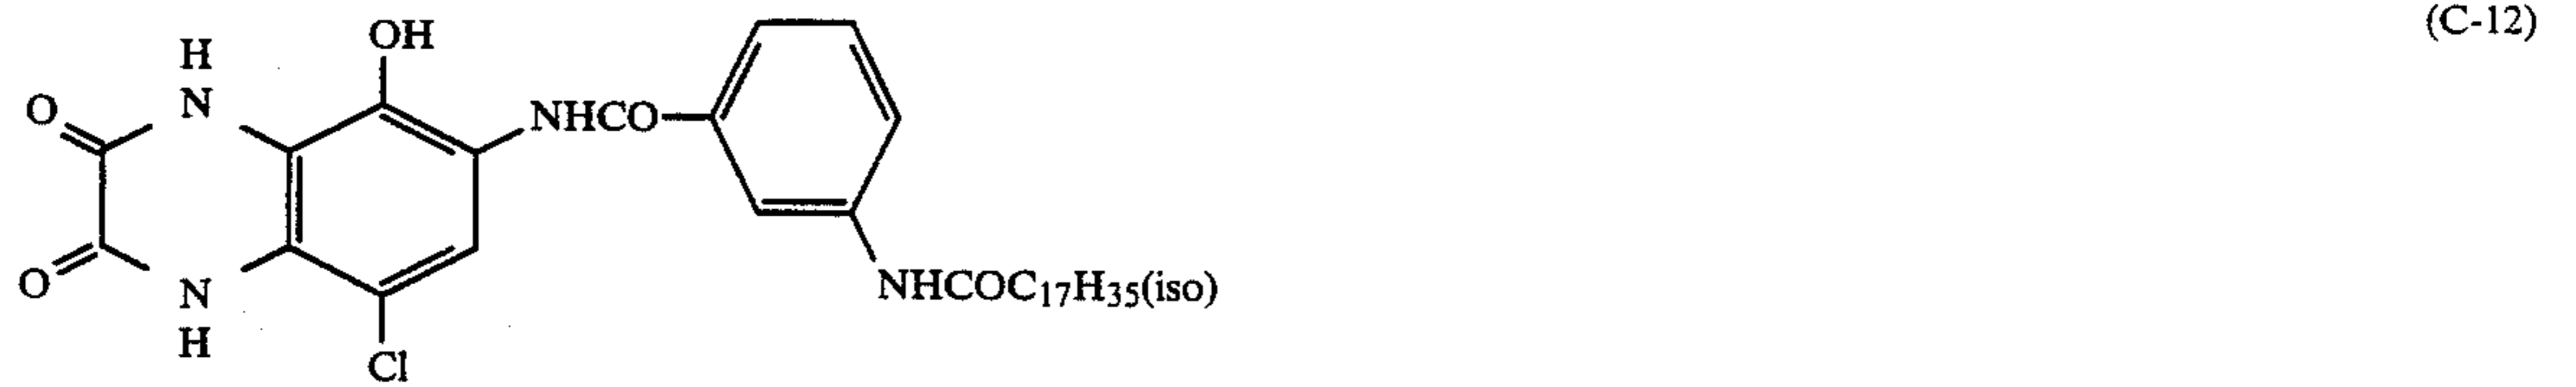 (C-12)
OH
H
N
O
NHCO
O
N
H
NHCOC17H35(iso)
Cl